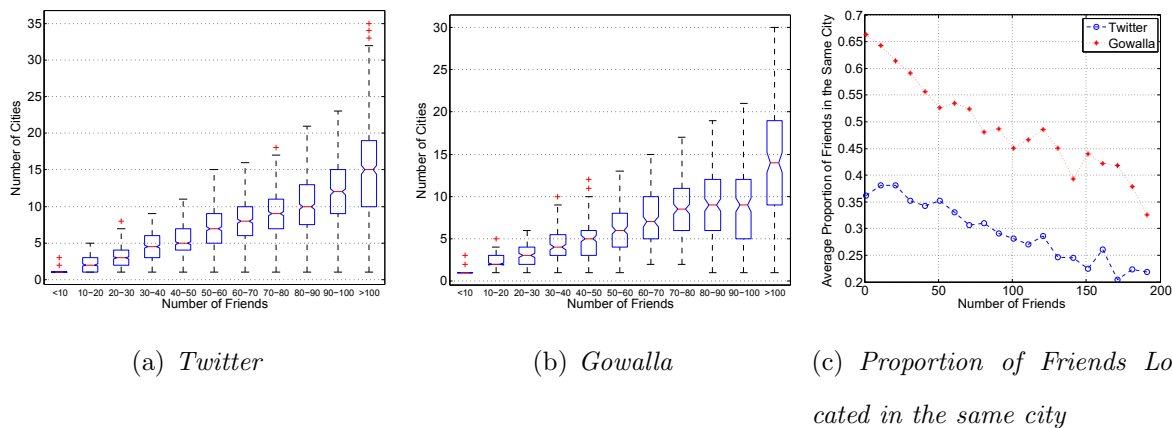 35
30
25
20
15
10
5
0
Number of Cities
<10 10−20 20−30 30−40 40−50 50−60 60−70 70−80 80−90 90−100 >100
Number of Friends
(a) Twitter
30
25
20
15
10
5
0
Number of Cities
<10 10−20 20−30 30−40 40−50 50−60 60−70 70−80 80−90 90−100 >100
Number of Friends
(b) Gowalla
0.7
0.65
0.6
0.55
0.5
0.45
0.4
0.35
0.3
0.25
0.2
Average Proportion of Friends in the Same City
Twitter
Gowalla
0 50 100 150 200
Number of Friends
(c) Proportion of Friends Lo
cated in the same city